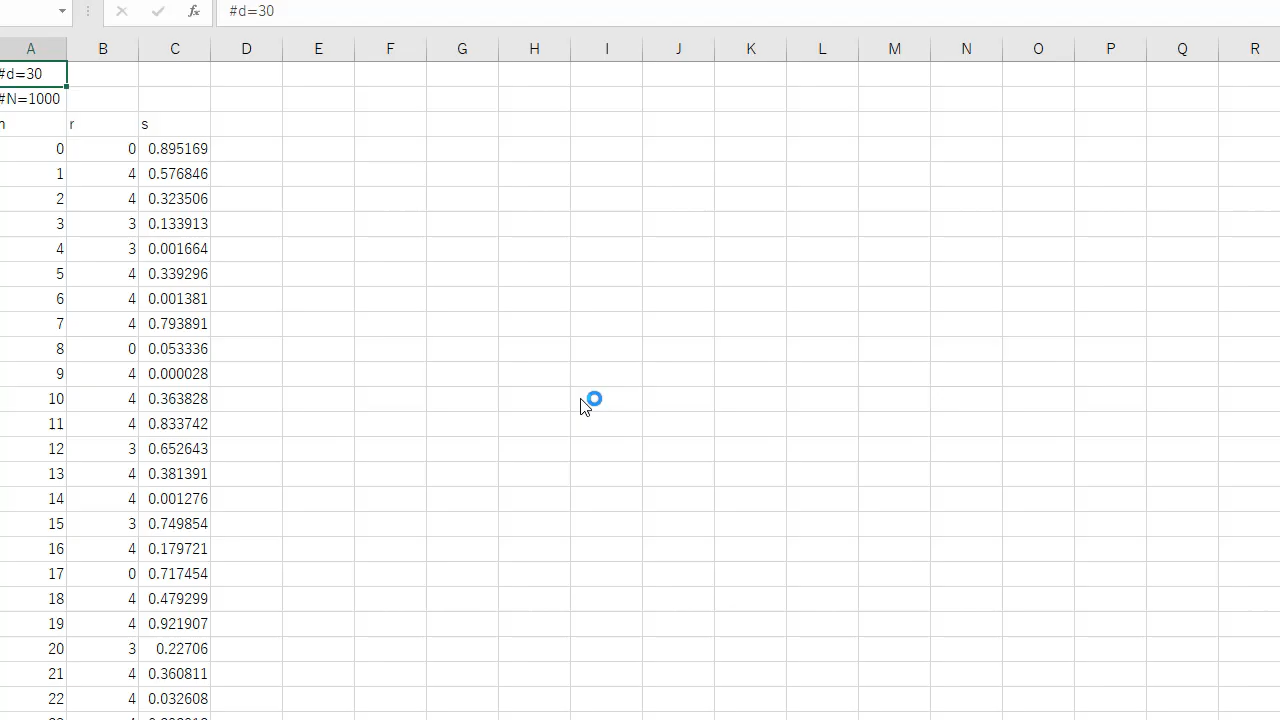 fx #d=30
A B C D E F G H I J K L M N O P Q R
#d=30
#N=1000
r s
0 0 0.895169
1 4 0.576846
2 4 0.323506
3 3 0.133913
4 3 0.001664
5 4 0.339296
6 4 0.001381
7 4 0.793891
8 0 0.053336
9 4 0.000028
10 4 0.363828
11 4 0.833742
12 3 0.652643
13 4 0.381391
14 4 0.001276
15 3 0.749854
16 4 0.179721
17 0 0.717454
18 4 0.479299
19 4 0.921907
20 3 0.22706
21 4 0.360811
22 4 0.032608